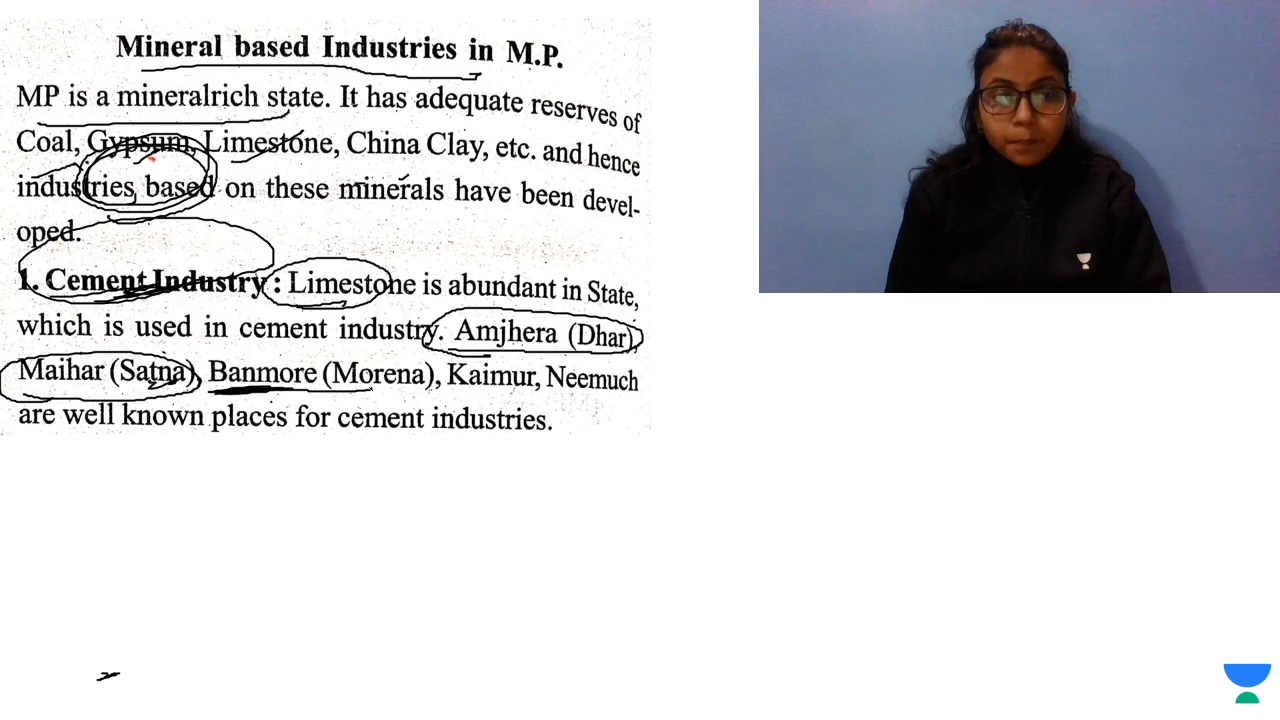 Mineral based Industries in M.P.
MP is a mineralrich state. It has adequate reserves of
Coal, Gypsum, Limestone, China Clay, etc. and hence
industries based on these minerals have been devel-
oped.
1. Cement Industry: Limestone is abundant in State,
which is used in cement industry. Amjhera (Dhar),
Maihar (Satna), Banmore (Morena), Kaimur, Neemuch
are well known places for cement industries.